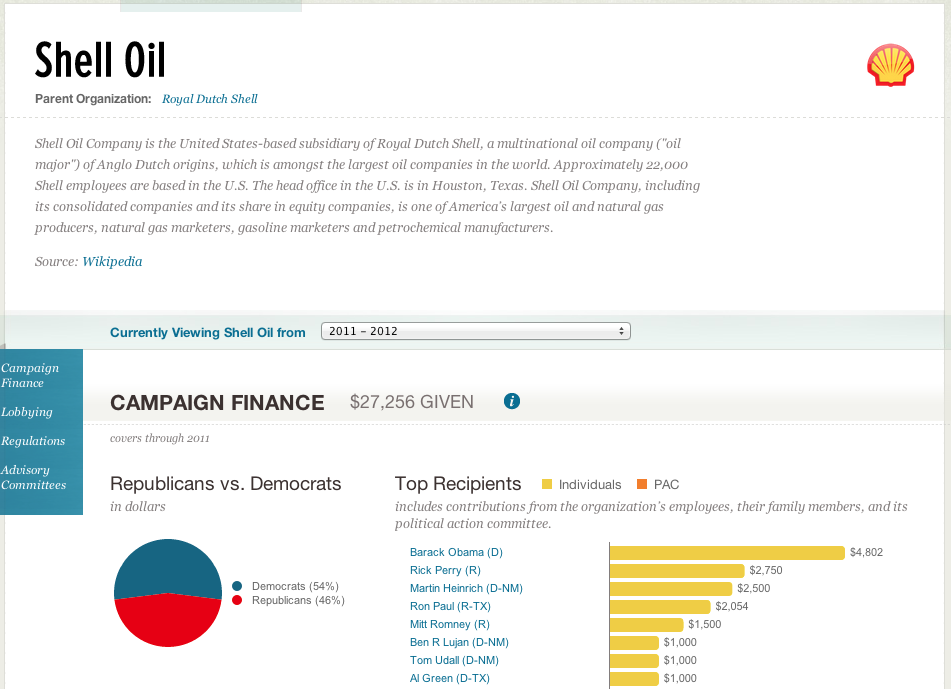 Shell Oil
Parent Organization: Royal Dutch Shell
Shell Oil Company is the United States-based subsidiary of Royal Dutch Shell, a multinational oil company ("oil
major") of Anglo Dutch origins, which is amongst the largest oil companies in the world. Approximately 22,000
Shell employees are based in the U.S. The head office in the U.S. is in Houston, Texas. Shell Oil Company, including
its consolidated companies and its share in equity companies, is one of America's largest oil and natural gas
producers, natural gas marketers, gasoline marketers and petrochemical manufacturers.
Source: Wikipedia
Currently Viewing Shell Oil from 2011 – 2012
Campaign
Finance
Lobbying
Regulations
Advisory
Committees
CAMPAIGN FINANCE $27,256 GIVEN i
covers through 2011
Republicans vs. Democrats
in dollars
Democrats (54%)
Republicans (46%)
Top Recipients Individuals PAC
includes contributions from the organization's employees, their family members, and its
political action committee.
Barack Obama (D) $4,802
Rick Perry (R) $2,750
Martin Heinrich (D-NM) $2,500
Ron Paul (R-TX) $2,054
Mitt Romney (R) $1,500
Ben R Lujan (D-NM) $1,000
Tom Udall (D-NM) $1,000
Al Green (D-TX) $1,000